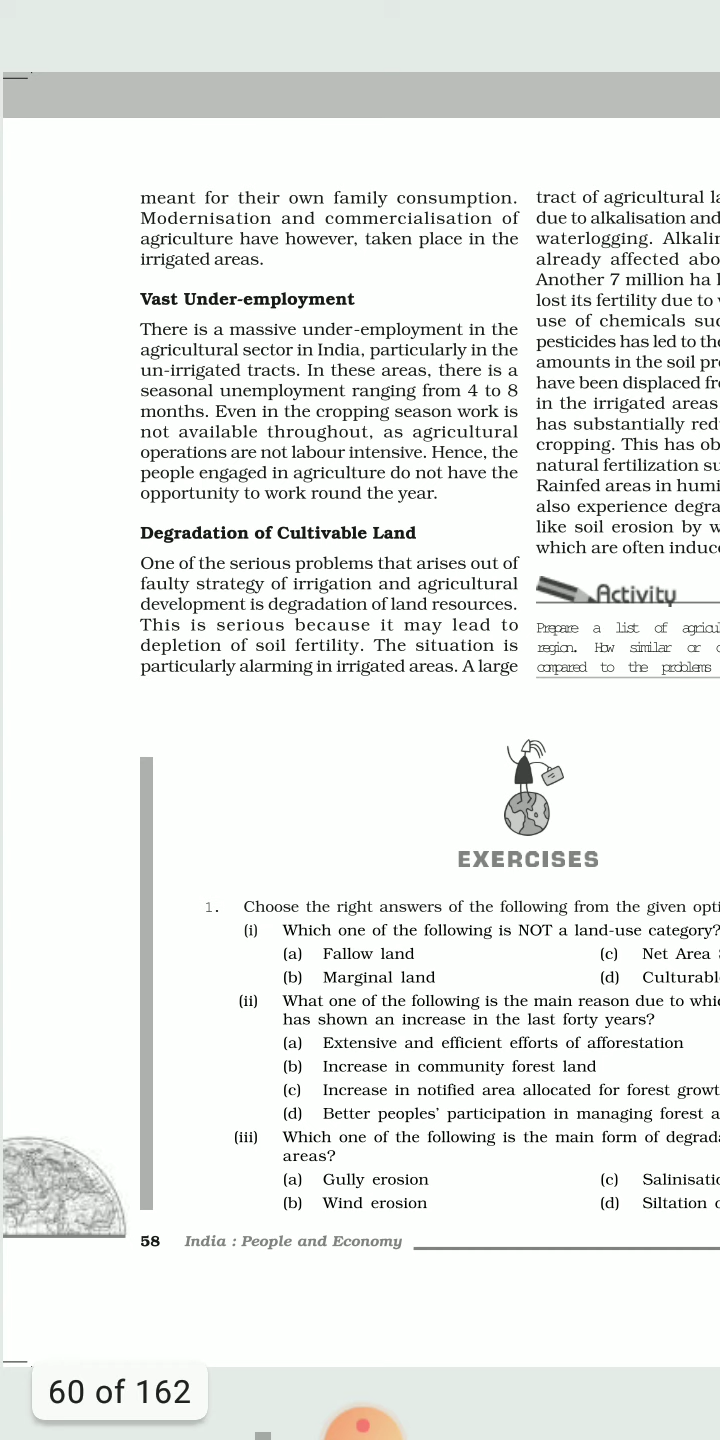 meant for their own family consumption.
Modernisation and commercialisation of
agriculture have however, taken place in the
irrigated areas.
Vast Under-employment
There is a massive under-employment in the
agricultural sector in India, particularly in the
un-irrigated tracts. In these areas, there is a
seasonal unemployment ranging from 4 to 8
months. Even in the cropping season work is
not available throughout, as agricultural
operations are not labour intensive. Hence, the
people engaged in agriculture do not have the
opportunity to work round the year.
Degradation of Cultivable Land
One of the serious problems that arises out of
faulty strategy of irrigation and agricultural
development is degradation of land resources.
This is serious because it may lead to
depletion of soil fertility. The situation is
particularly alarming in irrigated areas. A large
tract of agricultural
due to alkalisation and
waterlogging.
already affected
Another 7 million ha
lost its fertility due to
use of chemicals
pesticides has led to
amounts in the soil
have been displaced
in the irrigated areas
has substantially
cropping. This has
natural fertilization
Rainfed areas in
also experience
like soil erosion by
which are often
Activity
Prepare a list of
region. How similar or
compared to the problems
EXERCISES
1. Choose the right answers of the following from the given
(i) Which one of the following is NOT a land-use category?
(a) Fallow land (c) Net Area
(b) Marginal land (d)
(ii) What one of the following is the main reason due to
has shown an increase in the last forty years?
(a) Extensive and efficient efforts of afforestation
(b) Increase in community forest land
(c) Increase in notified area allocated for forest
(d) Better peoples' participation in managing forest
(iii) Which one of the following is the main form of
areas?
(a) Gully erosion (c)
(b) Wind erosion (d) Siltation
58 India : People and Economy
60 of 162